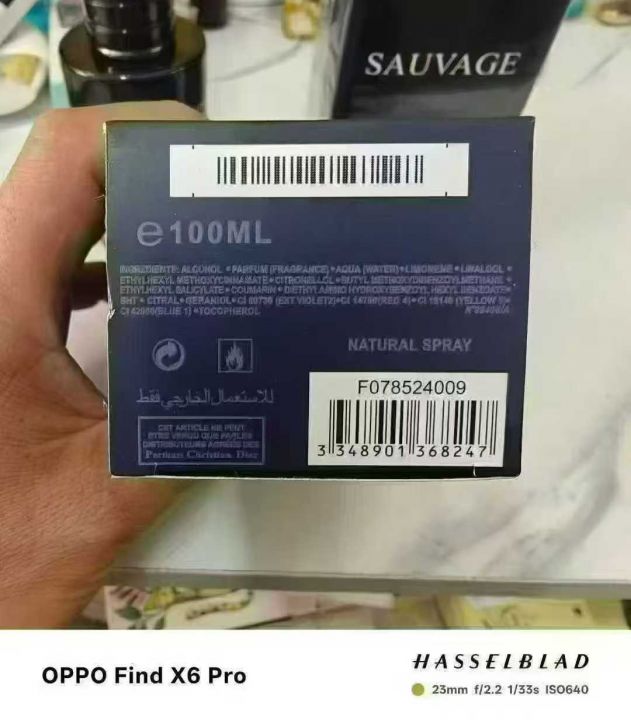 SAUVAGE
e 100ML
INGREDIENTE: ALCOHOL • PARFUM (FRAGRANCE) • AQUA (WATER) • LIMONENE • LINALOOL •
ETHYLHEXYL METHOXYCINNAMATE • CITRONELLOL • BUTYL METHOXYDIBENZOYLMETHANE •
ETHYLHEXYL SALICYLATE • COUMARIN • DIETHYLAMINO HYDROXYBENZOYL HEXYL BENZOATE •
BHT • CITRAL • GERANIOL • CI 60730 (EXT VIOLET2) • CI 14700 (RED 4) • CI 19140 (YELLOW 5) •
CI 42090 (BLUE 1) • TOCOPHEROL
NATURAL SPRAY
للاستعمال الخارجي فقط
F078524009
3 348901 368247
CET ARTICLE NE PEUT
ETRE VENDU QUE PAR LES
DISTRIBUTEURS AGREES DES
Parfums Christian Dior
OPPO Find X6 Pro
HASSELBLAD
23mm f/2.2 1/33s ISO640